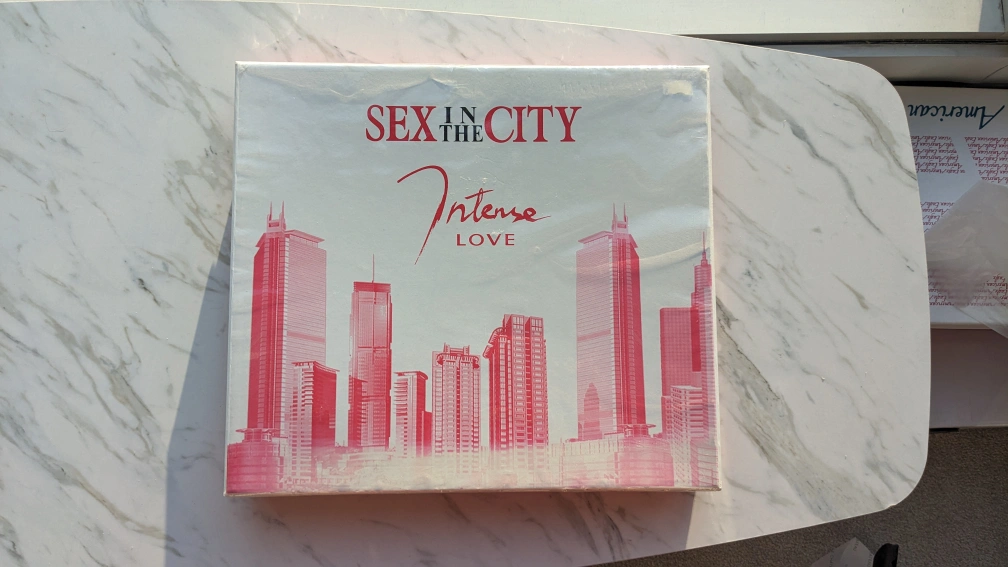 SEX IN THE CITY
Intense
LOVE
American